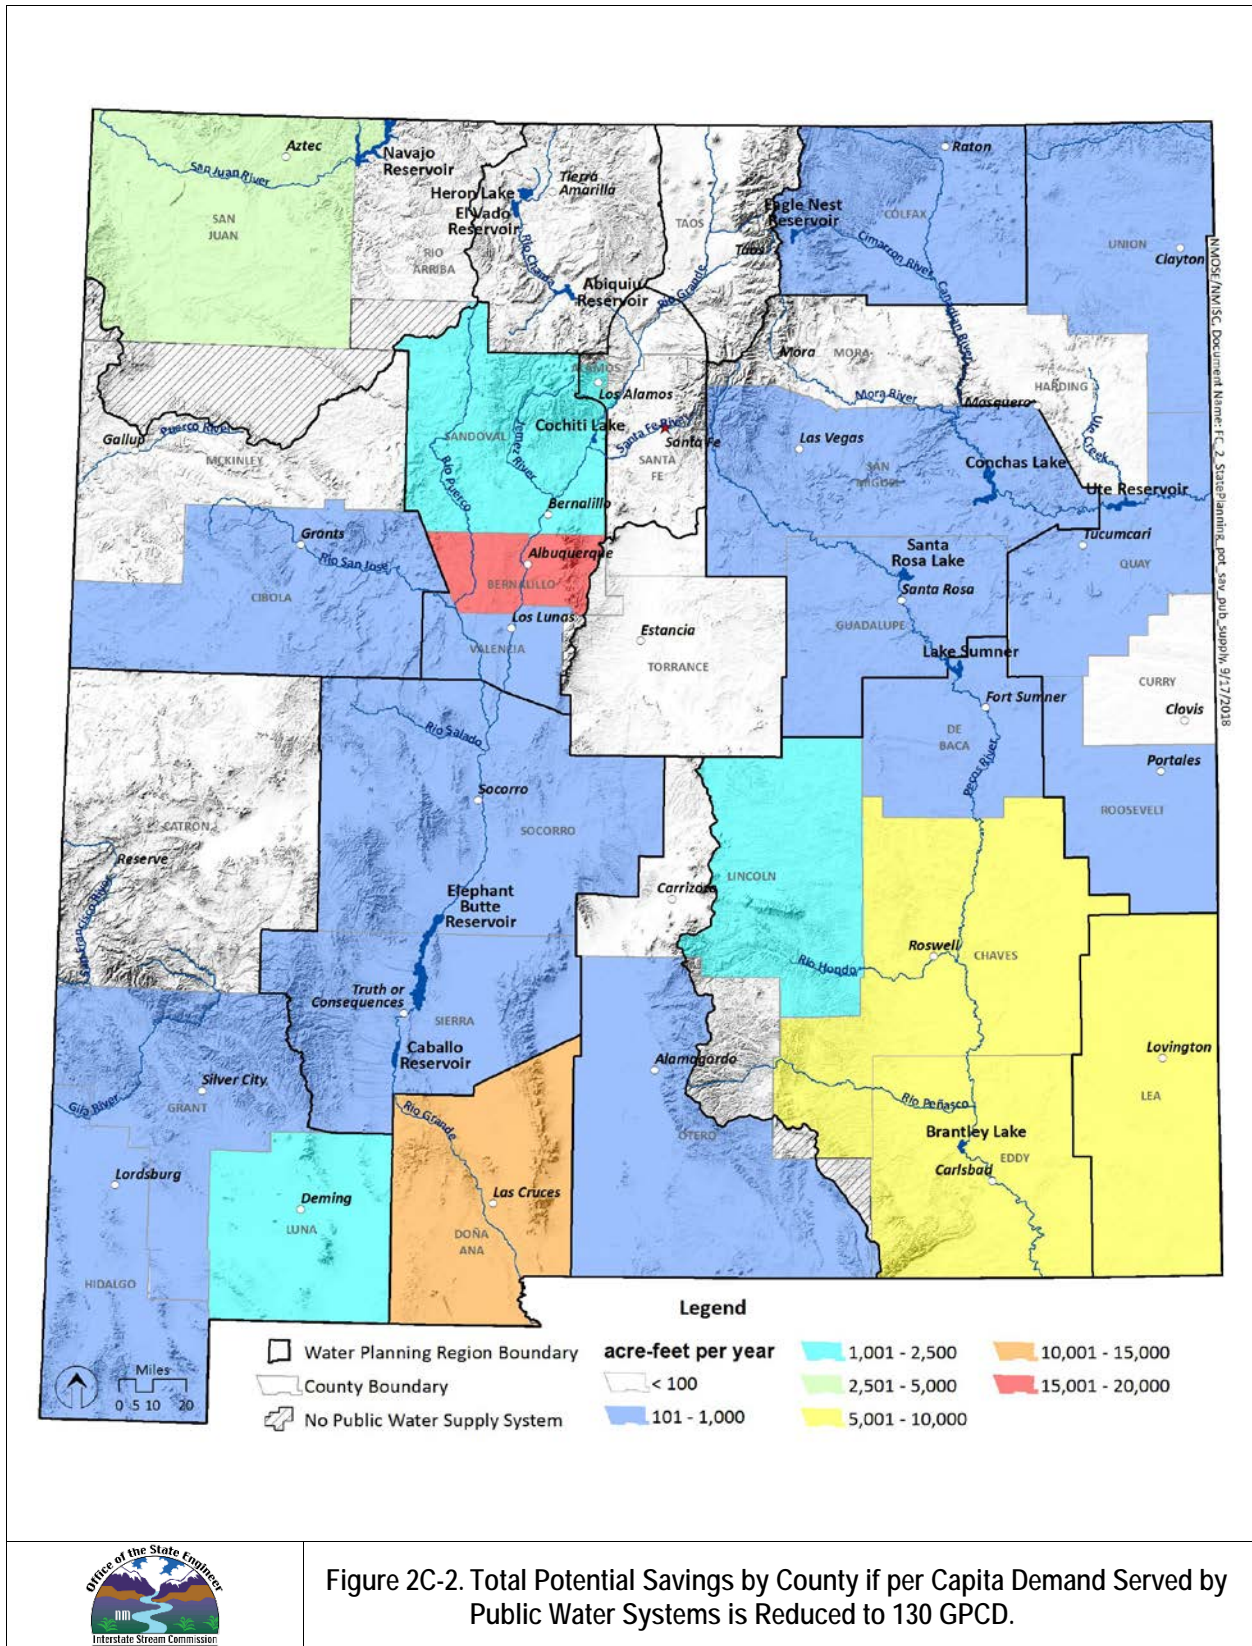 Aztec
Navajo
Reservoir
San Juan River
SAN
JUAN
Heron Lake
El Vado
Reservoir
Tierra
Amarilla
RIO
ARRIBA
Rio Chama
Abiquiu
Reservoir
TAOS
Taos
Rio Grande
Eagle Nest
Reservoir
COLFAX
Raton
Cimarron River
Canadian River
UNION
Clayton
NMOSE/NMISC, Document Name: FC_2_StatePlanning_pot_sav_pub_supply, 9/17/2018
Mora
MORA
Mora River
HARDING
Mosquero
Ute Creek
ALAMOS
Los Alamos
Gallup
Puerco River
MCKINLEY
SANDOVAL
Jemez River
Rio Puerco
Cochiti Lake
Santa Fe River
Santa Fe
SANTA
FE
Las Vegas
SAN
MIGUEL
Conchas Lake
Ute Reservoir
Bernalillo
Grants
Rio San Jose
CIBOLA
Albuquerque
BERNALILLO
Santa
Rosa Lake
Santa Rosa
Tucumcari
QUAY
GUADALUPE
Los Lunas
VALENCIA
Estancia
TORRANCE
Lake Sumner
Fort Sumner
CURRY
Clovis
DE
BACA
Pecos River
Portales
ROOSEVELT
Rio Salado
Socorro
SOCORRO
CATRON
Reserve
San Francisco River
Elephant
Butte
Reservoir
Carrizozo
LINCOLN
Roswell
CHAVES
Rio Hondo
Truth or
Consequences
SIERRA
Caballo
Reservoir
Alamogordo
Lovington
LEA
Silver City
GRANT
Gila River
Rio Grande
Rio Peñasco
OTERO
Brantley Lake
EDDY
Carlsbad
Lordsburg
Deming
LUNA
Las Cruces
DOÑA
ANA
HIDALGO
Miles
0 5 10 20
Legend
Water Planning Region Boundary
County Boundary
No Public Water Supply System
acre-feet per year
< 100
101 - 1,000
1,001 - 2,500
2,501 - 5,000
5,001 - 10,000
10,001 - 15,000
15,001 - 20,000
Office of the State Engineer
nm
Interstate Stream Commission
Figure 2C-2. Total Potential Savings by County if per Capita Demand Served by
Public Water Systems is Reduced to 130 GPCD.